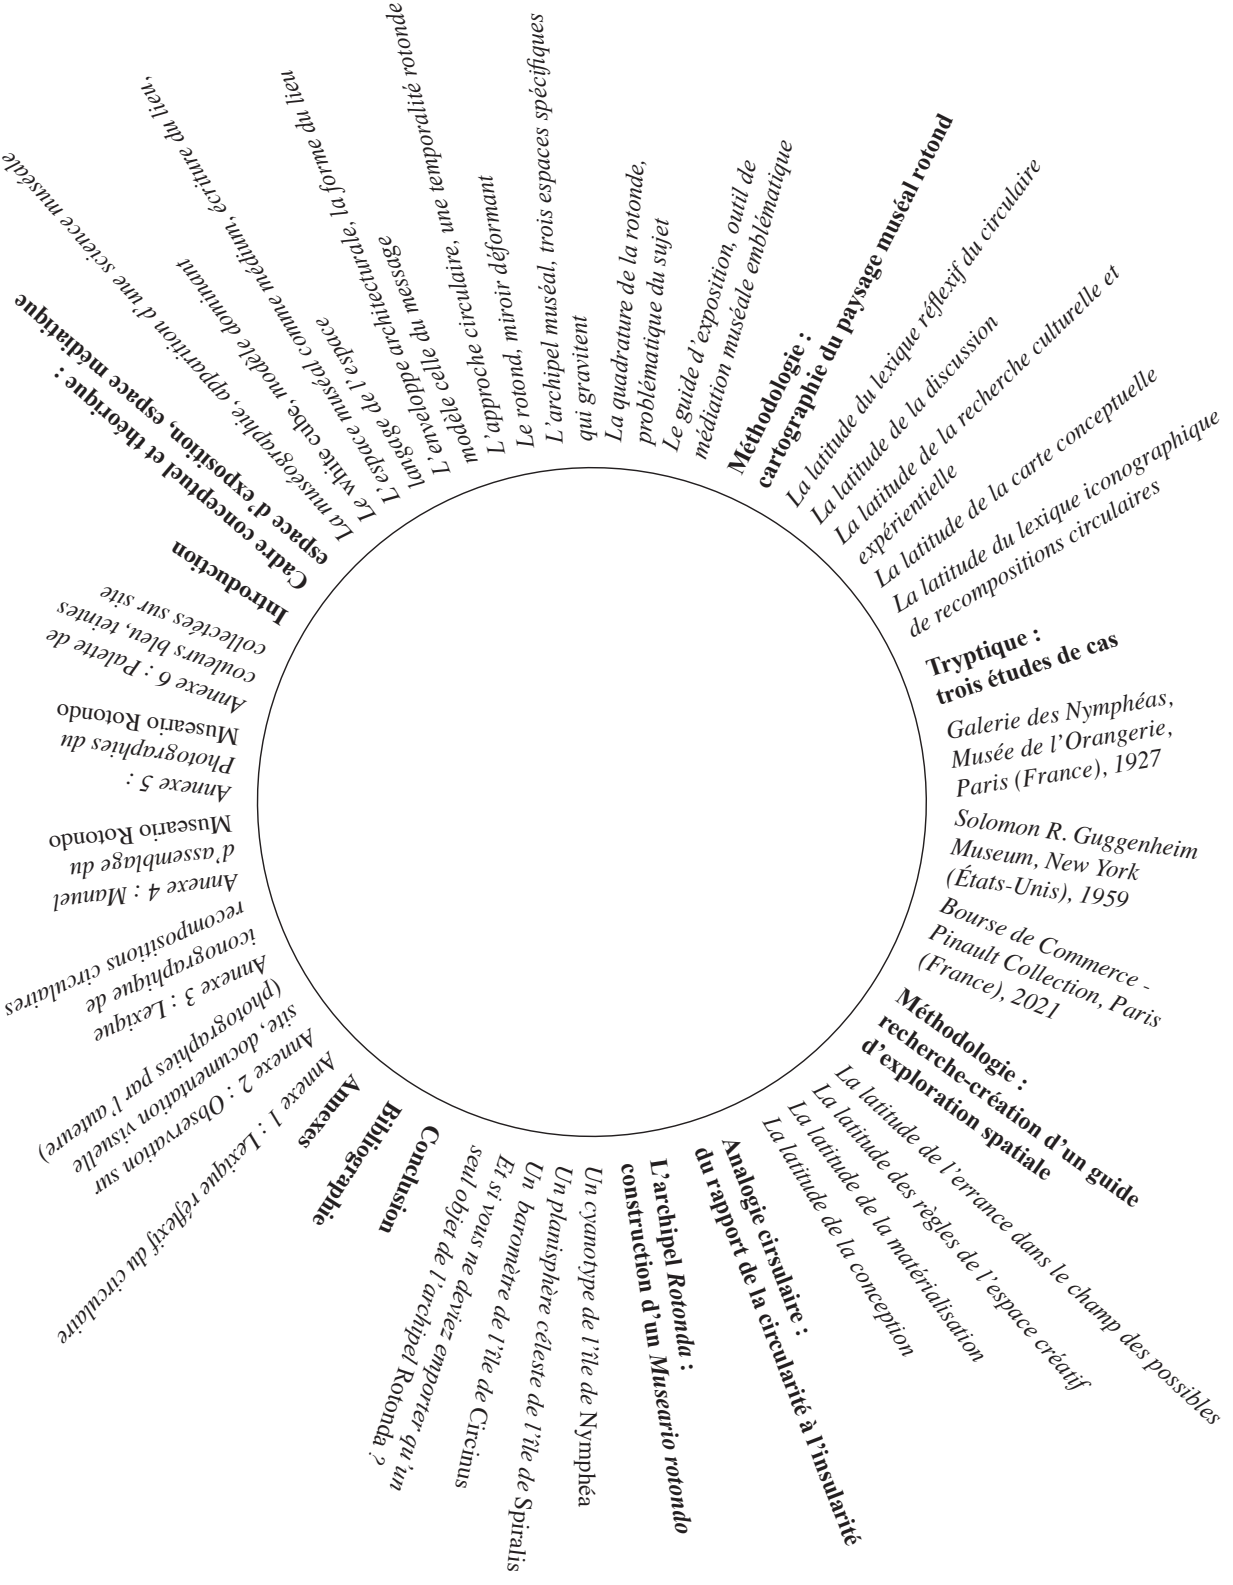 Introduction
Cadre conceptuel et théorique :
espace d'exposition, espace médiatique
La muséographie, apparition d'une science muséale
Le white cube, modèle dominant
L'espace muséal comme médium, écriture du lieu,
langage de l'espace
L'enveloppe architecturale, la forme du lieu
modèle celle du message
L'approche circulaire, une temporalité rotonde
Le rotond, miroir déformant
L'archipel muséal, trois espaces spécifiques
qui gravitent
La quadrature de la rotonde,
problématique du sujet
Le guide d'exposition, outil de
médiation muséale emblématique
Méthodologie :
cartographie du paysage muséal rotond
La latitude du lexique réflexif du circulaire
La latitude de la discussion
La latitude de la recherche culturelle et
expérientielle
La latitude de la carte conceptuelle
La latitude du lexique iconographique
de recompositions circulaires
Tryptique :
trois études de cas
Galerie des Nymphéas,
Musée de l'Orangerie,
Paris (France), 1927
Solomon R. Guggenheim
Museum, New York
(États-Unis), 1959
Bourse de Commerce -
Pinault Collection, Paris
(France), 2021
Méthodologie :
recherche-création d'un guide
d'exploration spatiale
La latitude de l'errance dans le champ des possibles
La latitude des règles de l'espace créatif
La latitude de la matérialisation
La latitude de la conception
Analogie cirsulaire :
du rapport de la circularité à l'insularité
L'archipel Rotonda :
construction d'un Museario rotondo
Un cyanotype de l'île de Nymphéa
Un planisphère céleste de l'île de Spiralis
Un baromètre de l'île de Circinus
Et si vous ne deviez emporter qu'un
seul objet de l'archipel Rotonda ?
Conclusion
Bibliographie
Annexes
Annexe 1 : Lexique réflexif du circulaire
Annexe 2 : Observation sur
site, documentation visuelle
(photographies par l'auteure)
Annexe 3 : Lexique
iconographique de
recompositions circulaires
Annexe 4 : Manuel
d'assemblage du
Museario Rotondo
Annexe 5 :
Photographies du
Museario Rotondo
Annexe 6 : Palette de
couleurs bleu, teintes
collectées sur site